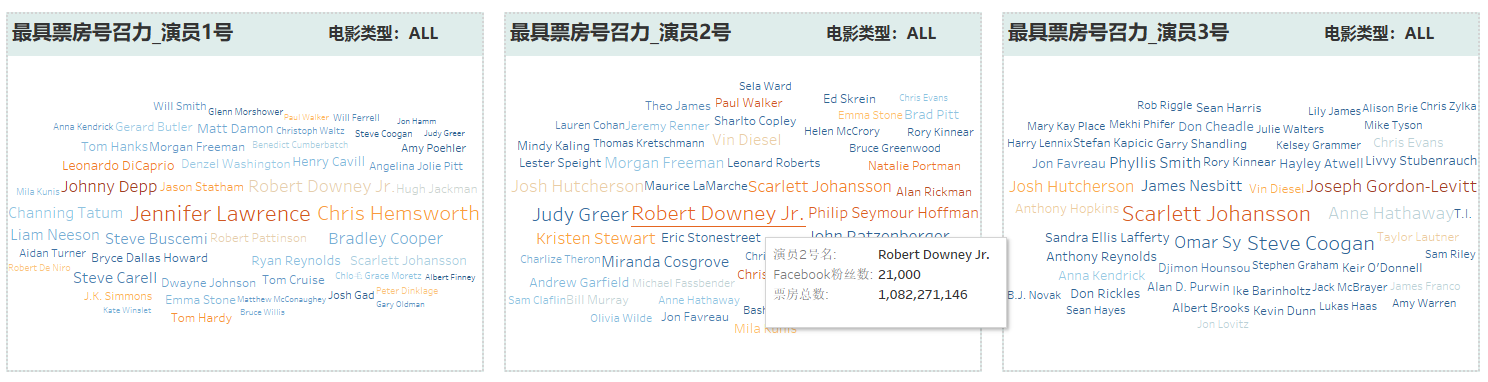 最具票房号召力_演员1号 电影类型：ALL
Will Smith Glenn Morshower
Paul Walker Will Ferrell Jon Hamm
Anna Kendrick Gerard Butler Matt Damon Christoph Waltz Steve Coogan Judy Greer
Tom Hanks Morgan Freeman Benedict Cumberbatch Amy Poehler
Leonardo DiCaprio Denzel Washington Henry Cavill Angelina Jolie Pitt
Mila Kunis Johnny Depp Jason Statham Robert Downey Jr. Hugh Jackman
Channing Tatum Jennifer Lawrence Chris Hemsworth
Liam Neeson Steve Buscemi Robert Pattinson Bradley Cooper
Aidan Turner Bryce Dallas Howard Ryan Reynolds Scarlett Johansson
Robert De Niro Steve Carell Dwayne Johnson Tom Cruise Chloë Grace Moretz Albert Finney
J.K. Simmons Emma Stone Matthew McConaughey Josh Gad Peter Dinklage
Kate Winslet Tom Hardy Bruce Willis Gary Oldman
最具票房号召力_演员2号 电影类型：ALL
Sela Ward
Theo James Paul Walker Ed Skrein Chris Evans
Lauren Cohan Jeremy Renner Sharlto Copley Emma Stone Brad Pitt
Mindy Kaling Thomas Kretschmann Vin Diesel Helen McCrory Rory Kinnear
Bruce Greenwood
Lester Speight Morgan Freeman Leonard Roberts Natalie Portman
Josh Hutcherson Maurice LaMarche Scarlett Johansson Alan Rickman
Judy Greer Robert Downey Jr. Philip Seymour Hoffman
Kristen Stewart Eric Stonestreet John Ratzenberger
Charlize Theron Miranda Cosgrove Chri
Andrew Garfield Michael Fassbender Chris
Sam Claflin Bill Murray Anne Hathaway Bash
Olivia Wilde Jon Favreau Mila Kunis
演员2号名: Robert Downey Jr.
Facebook粉丝数: 21,000
票房总数: 1,082,271,146
最具票房号召力_演员3号 电影类型：ALL
Rob Riggle Sean Harris Lily James Alison Brie Chris Zylka
Mary Kay Place Mekhi Phifer Don Cheadle Julie Walters Mike Tyson
Harry Lennix Stefan Kapicic Garry Shandling Kelsey Grammer Chris Evans
Jon Favreau Phyllis Smith Rory Kinnear Hayley Atwell Livvy Stubenrauch
Josh Hutcherson James Nesbitt Vin Diesel Joseph Gordon-Levitt
Anthony Hopkins Scarlett Johansson Anne Hathaway T.I.
Sandra Ellis Lafferty Omar Sy Steve Coogan Taylor Lautner
Anthony Reynolds Sam Riley
Anna Kendrick Djimon Hounsou Stephen Graham Keir O'Donnell
B.J. Novak Don Rickles Alan D. Purwin Ike Barinholtz Jack McBrayer James Franco
Sean Hayes Albert Brooks Kevin Dunn Lukas Haas Amy Warren
Jon Lovitz